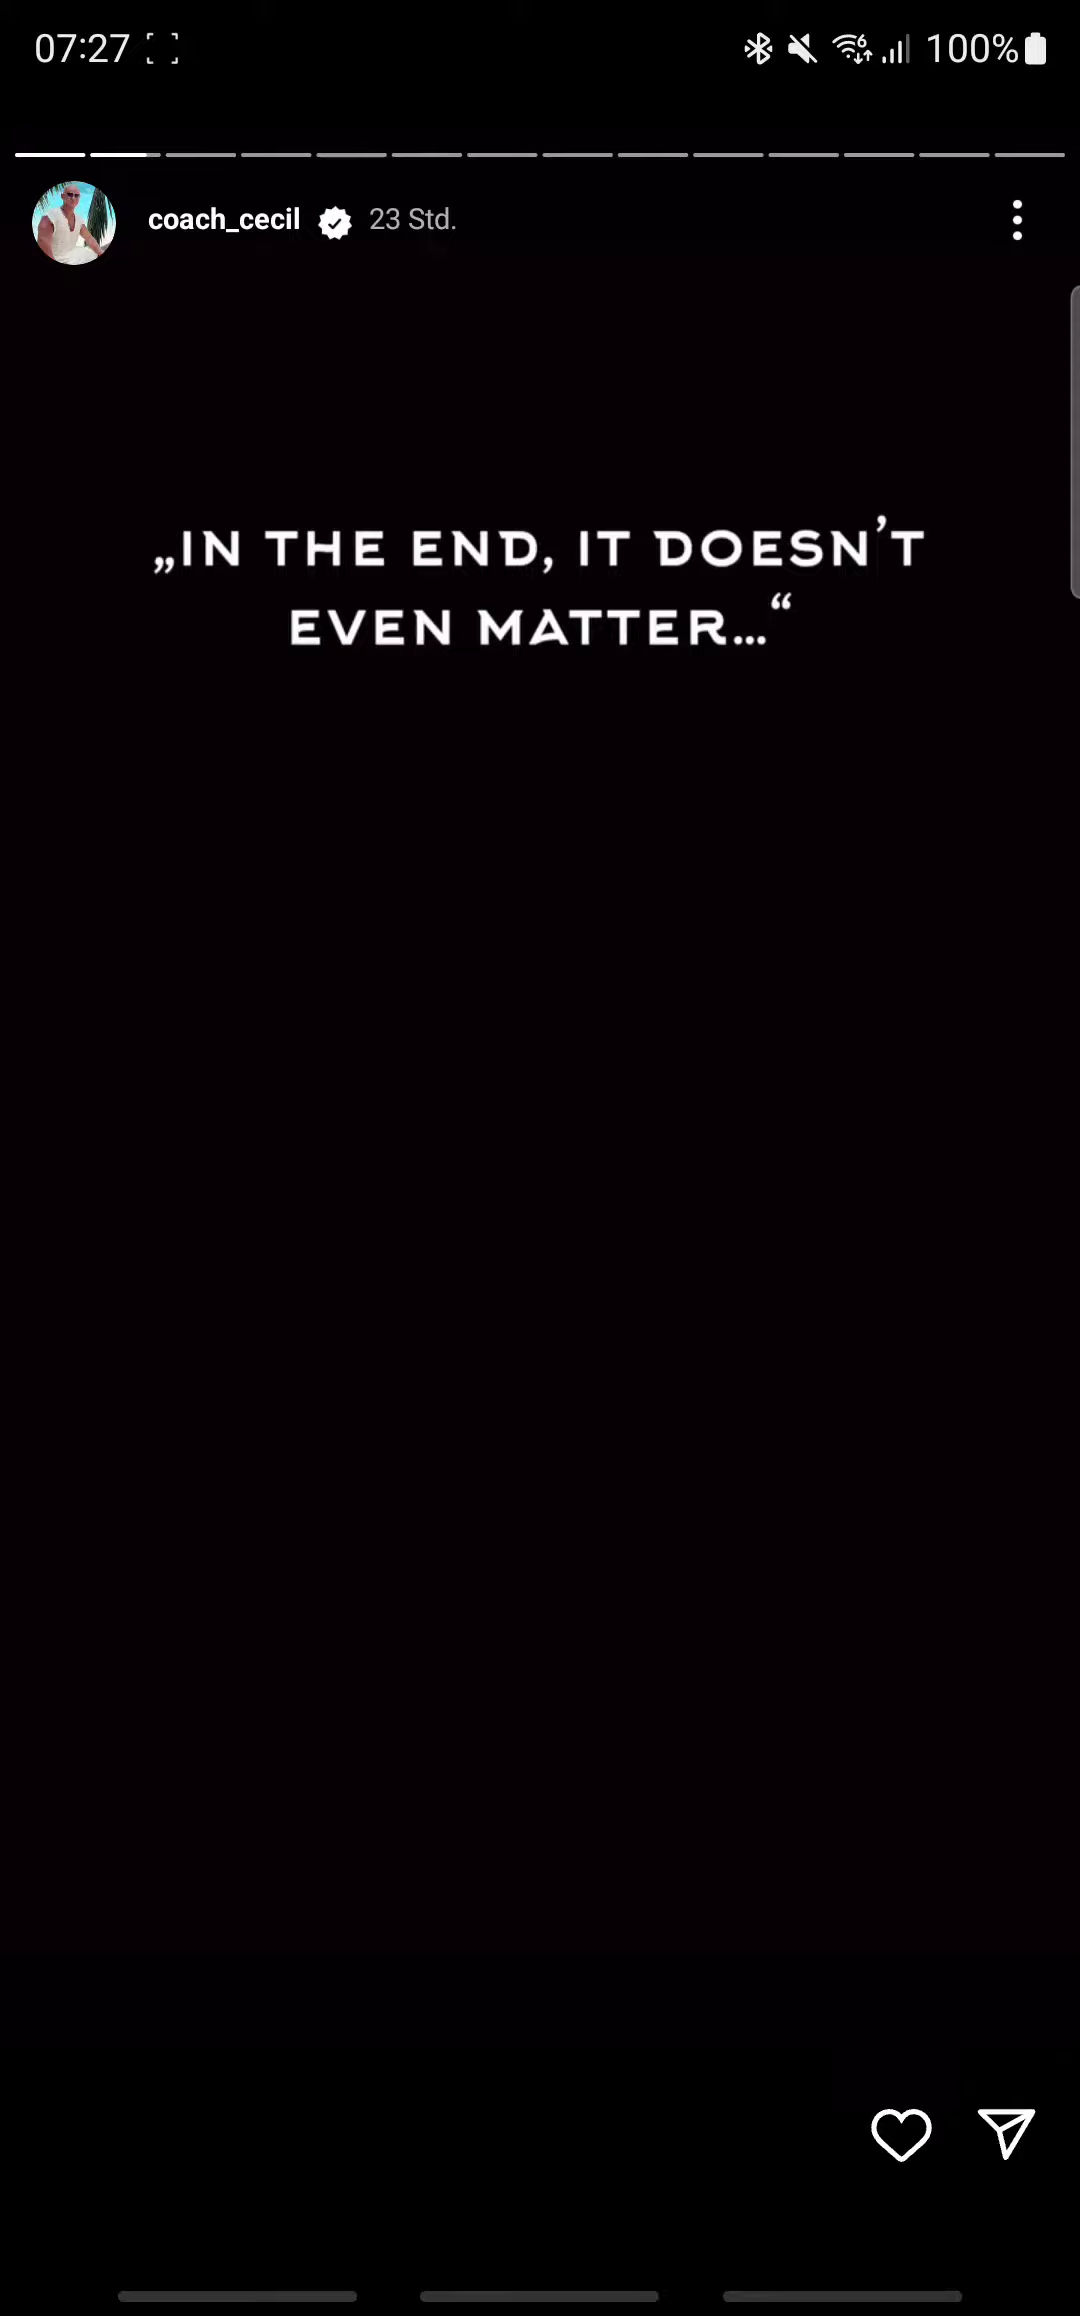 07:27
100%
coach_cecil 23 Std.
„IN THE END, IT DOESN’T
EVEN MATTER...“